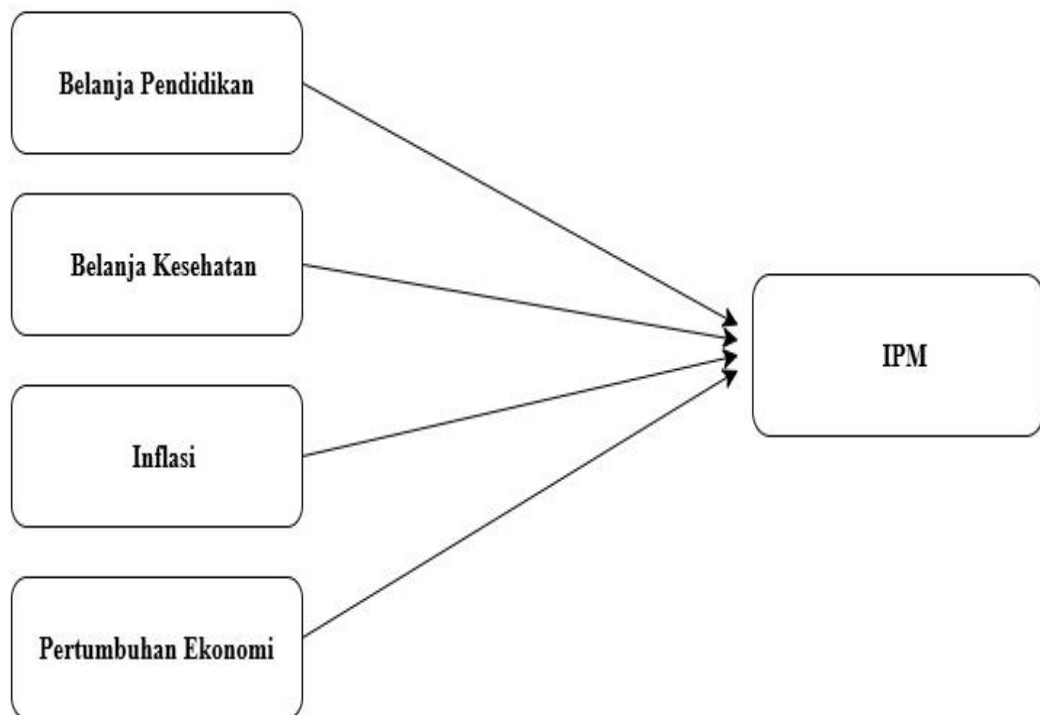 Belanja Pendidikan
Belanja Kesehatan
Inflasi
Pertumbuhan Ekonomi
IPM